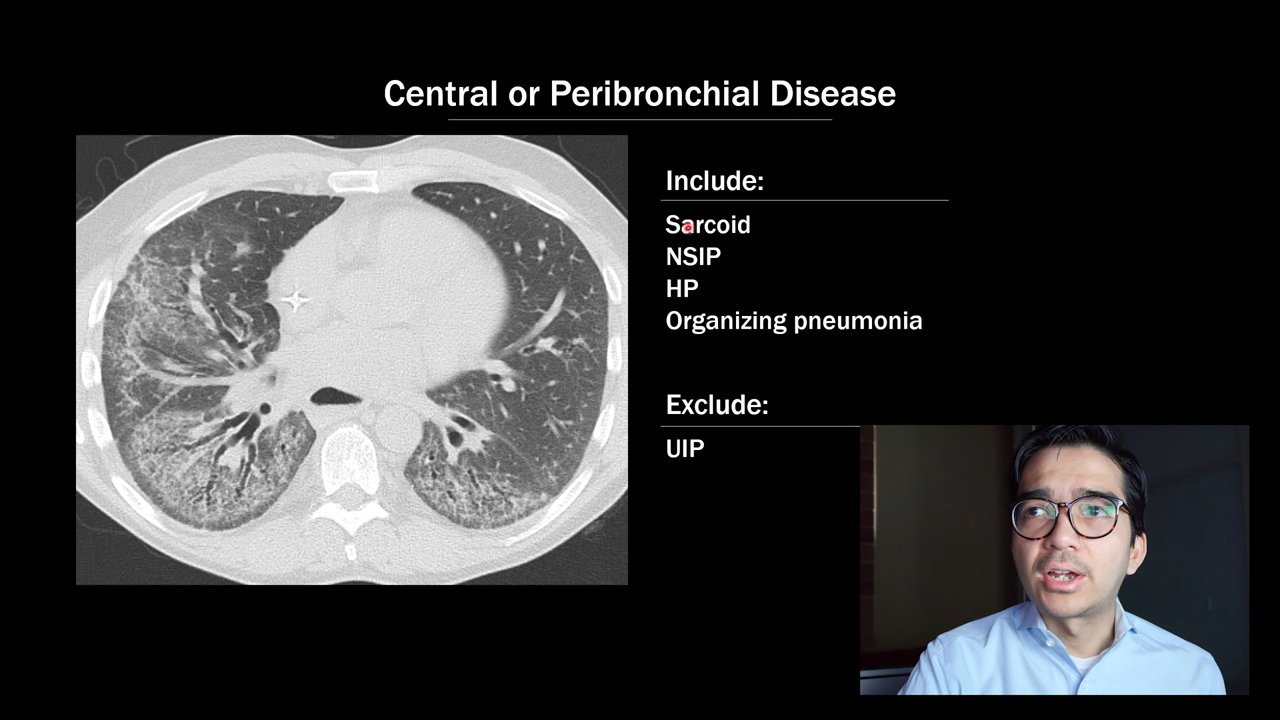 Central or Peribronchial Disease
Include:
Sarcoid
NSIP
HP
Organizing pneumonia
Exclude:
UIP